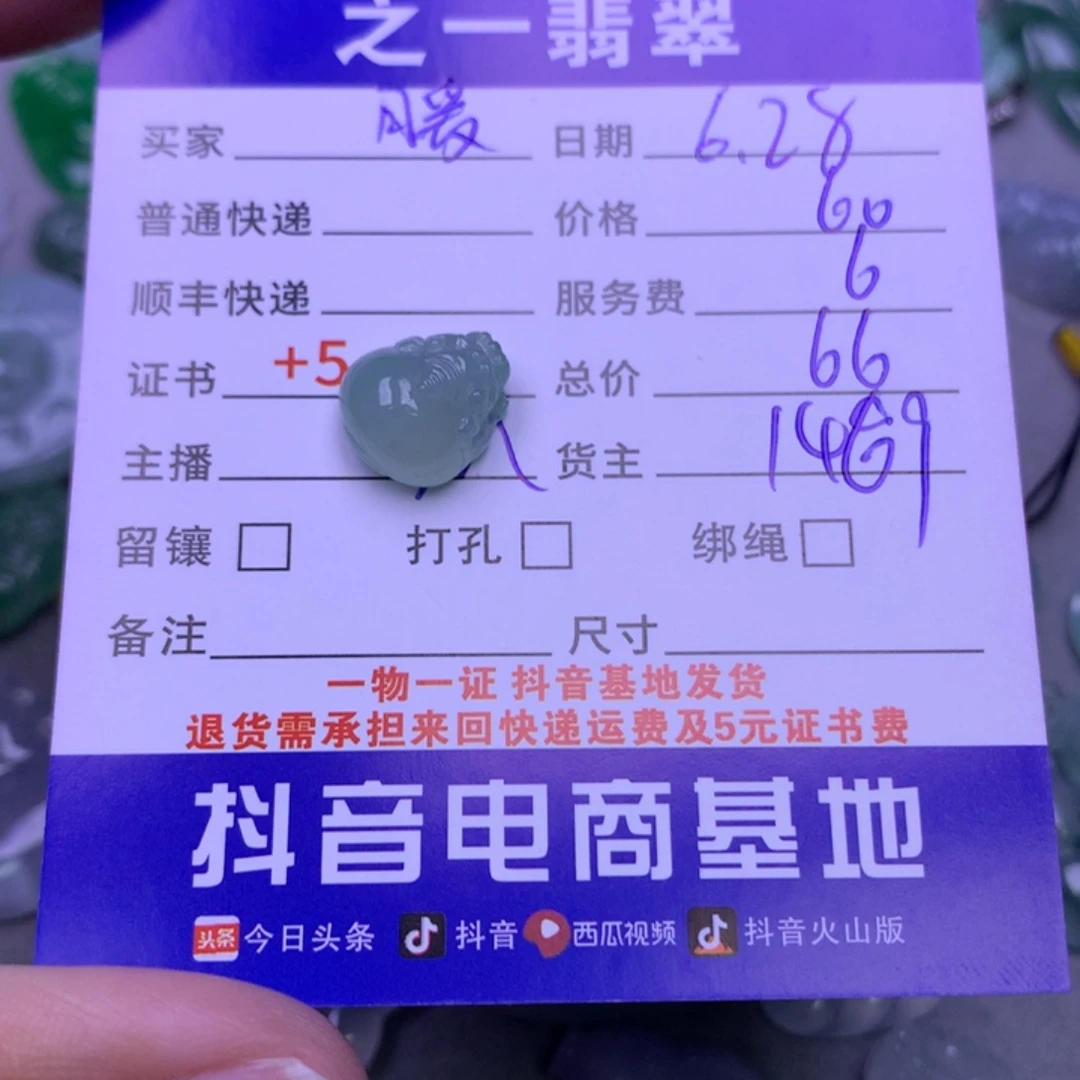 之一翡翠
买家 暖 日期 6.28
普通快递 价格 60
顺丰快递 服务费 6
证书 +5 总价 66
主播 货主 1469
留镶 打孔 绑绳
备注 尺寸
一物一证 抖音基地发货
退货需承担来回快递运费及5元证书费
抖音电商基地
头条 今日头条 抖音 西瓜视频 抖音火山版